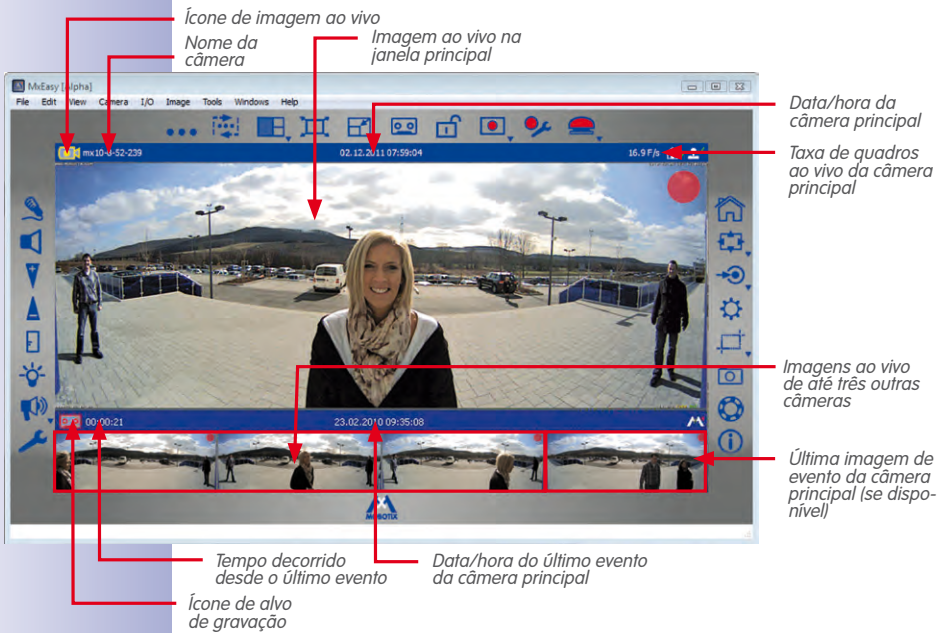 Ícone de imagem ao vivo
Nome da
câmera
Imagem ao vivo na
janela principal
MxEasy [Alpha]
File Edit View Camera I/O Image Tools Windows Help
Data/hora da
câmera principal
mx10-8-52-239
02.12.2011 07:59:04
16.9 F/s
Taxa de quadros
ao vivo da câmera
principal
Imagens ao vivo
de até três outras
câmeras
00:00:21
23.02.2010 09:35:08
Última imagem de
evento da câmera
principal (se dispo-
nível)
MOBOTIX
Tempo decorrido
desde o último evento
Data/hora do último evento
da câmera principal
Ícone de alvo
de gravação